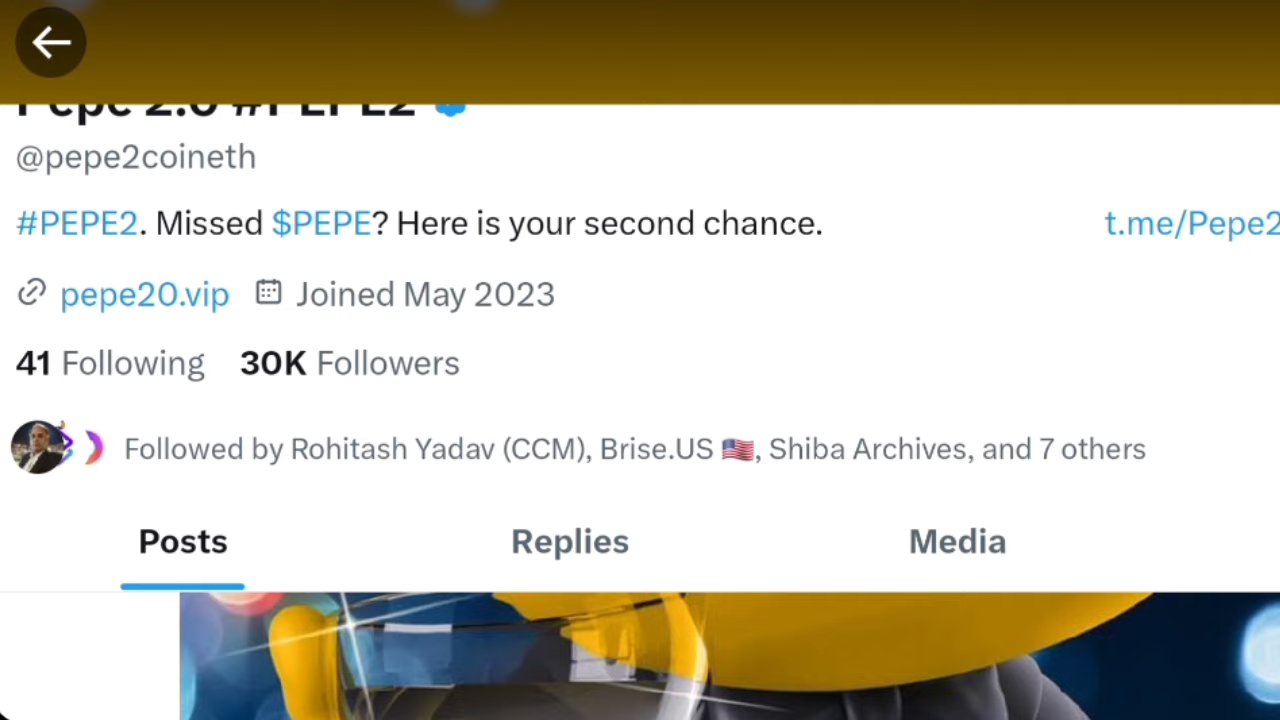 Pepe 2.0 #PEPE2
@pepe2coineth
#PEPE2. Missed $PEPE? Here is your second chance. t.me/Pepe2
pepe20.vip Joined May 2023
41 Following 30K Followers
Followed by Rohitash Yadav (CCM), Brise.US 🇺🇸, Shiba Archives, and 7 others
Posts Replies Media